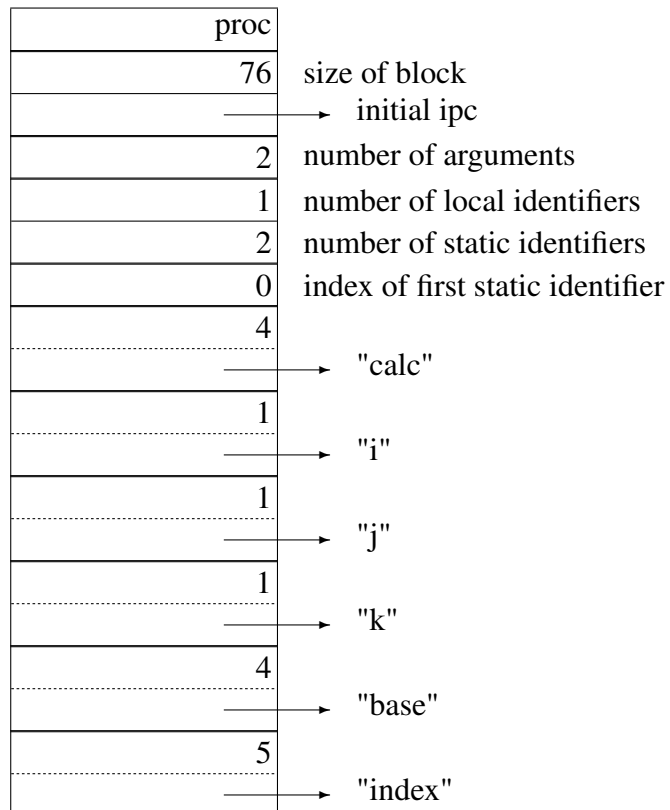 proc
76 size of block
initial ipc
2 number of arguments
1 number of local identifiers
2 number of static identifiers
0 index of first static identifier
4
"calc"
1
"i"
1
"j"
1
"k"
4
"base"
5
"index"